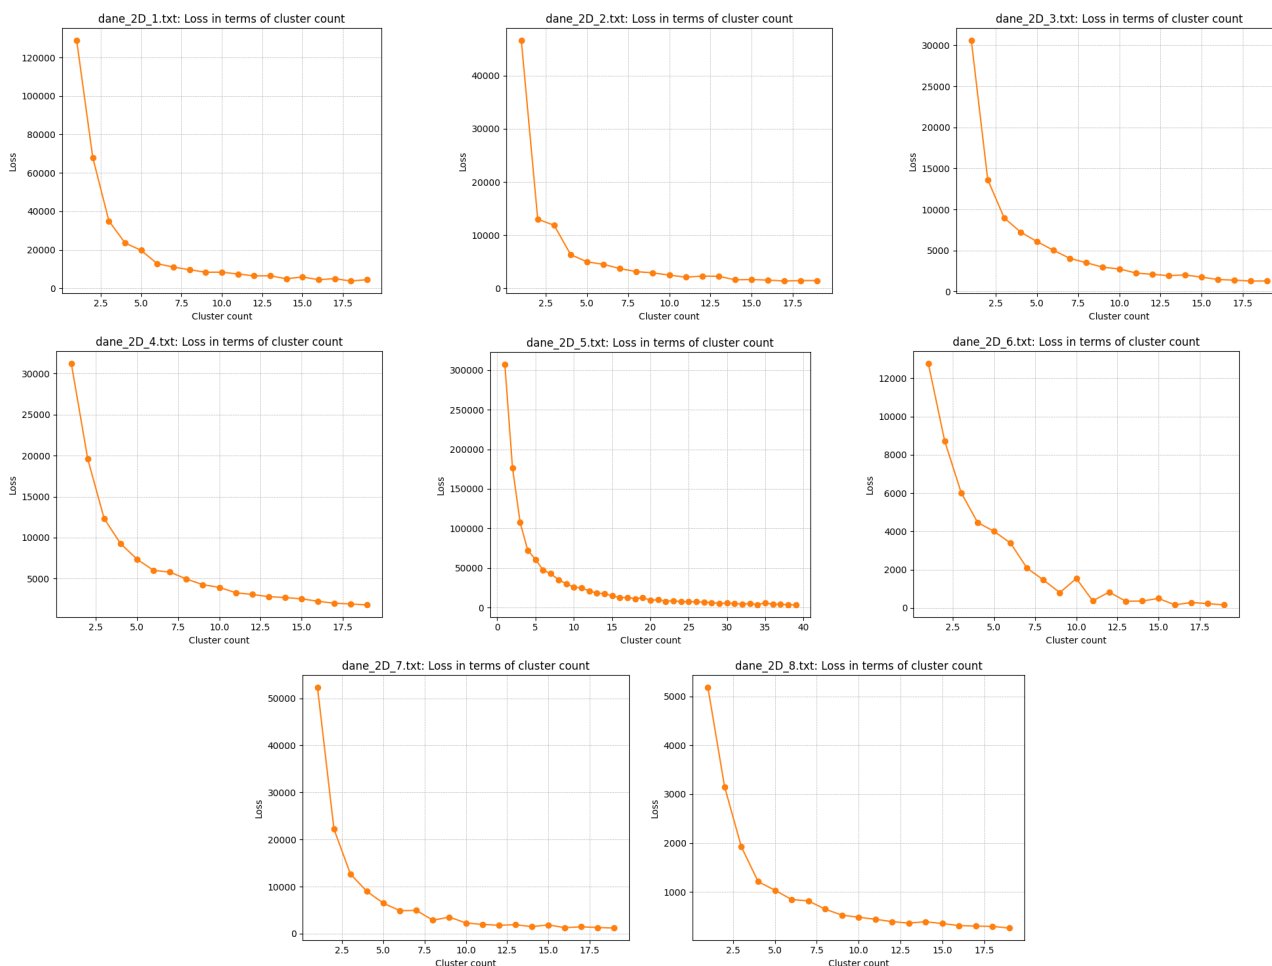 dane_2D_1.txt: Loss in terms of cluster count
120000
100000
80000
60000
40000
20000
0
Loss
2.5 5.0 7.5 10.0 12.5 15.0 17.5
Cluster count
dane_2D_2.txt: Loss in terms of cluster count
40000
30000
20000
10000
0
Loss
2.5 5.0 7.5 10.0 12.5 15.0 17.5
Cluster count
dane_2D_3.txt: Loss in terms of cluster count
30000
25000
20000
15000
10000
5000
0
Loss
2.5 5.0 7.5 10.0 12.5 15.0 17.5
Cluster count
dane_2D_4.txt: Loss in terms of cluster count
30000
25000
20000
15000
10000
5000
Loss
2.5 5.0 7.5 10.0 12.5 15.0 17.5
Cluster count
dane_2D_5.txt: Loss in terms of cluster count
300000
250000
200000
150000
100000
50000
0
Loss
0 5 10 15 20 25 30 35 40
Cluster count
dane_2D_6.txt: Loss in terms of cluster count
12000
10000
8000
6000
4000
2000
0
Loss
2.5 5.0 7.5 10.0 12.5 15.0 17.5
Cluster count
dane_2D_7.txt: Loss in terms of cluster count
50000
40000
30000
20000
10000
0
Loss
2.5 5.0 7.5 10.0 12.5 15.0 17.5
Cluster count
dane_2D_8.txt: Loss in terms of cluster count
5000
4000
3000
2000
1000
Loss
2.5 5.0 7.5 10.0 12.5 15.0 17.5
Cluster count